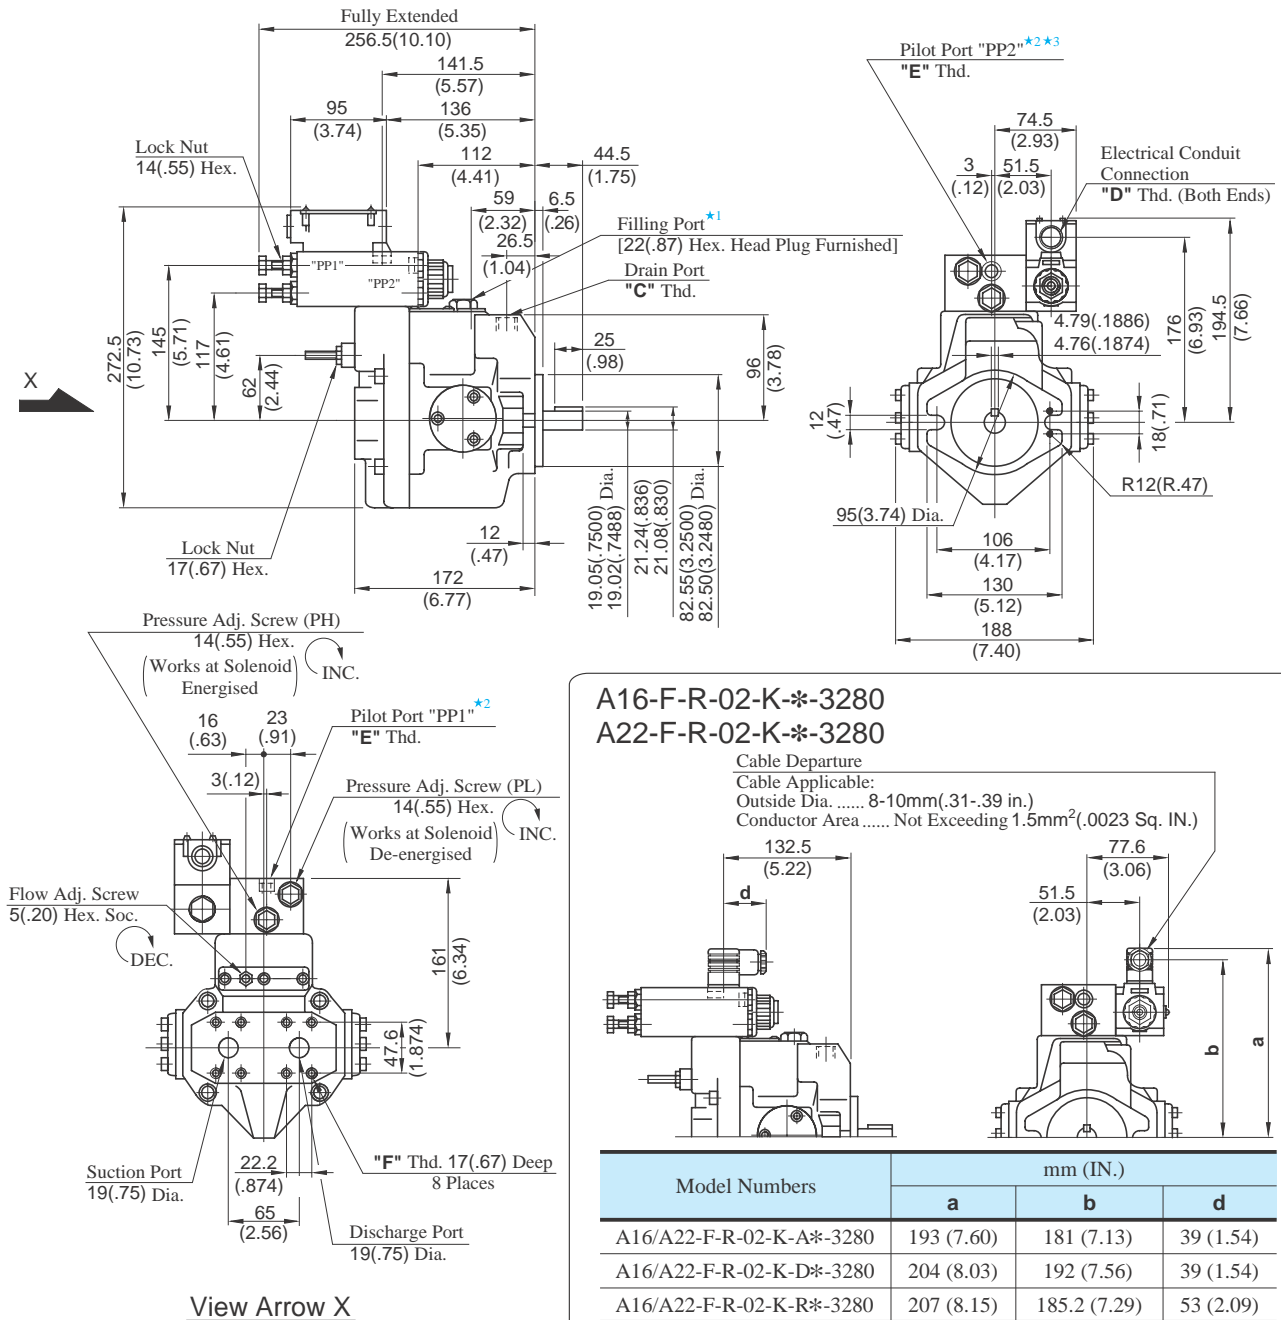 Fully Extended
256.5(10.10)
141.5
(5.57)
95
(3.74)
136
(5.35)
Lock Nut
14(.55) Hex.
112
(4.41)
44.5
(1.75)
59
(2.32)
6.5
(.26)
26.5
(1.04)
Filling Port★1
[22(.87) Hex. Head Plug Furnished]
Drain Port
"C" Thd.
"PP1"
"PP2"
272.5
(10.73)
145
(5.71)
117
(4.61)
62
(2.44)
25
(.98)
96
(3.78)
X
Lock Nut
17(.67) Hex.
12
(.47)
172
(6.77)
19.05(.7500) Dia.
19.02(.7488)
21.24(.836)
21.08(.830)
82.55(3.2500) Dia.
82.50(3.2480)
Pilot Port "PP2"★2★3
"E" Thd.
74.5
(2.93)
3
(.12)
51.5
(2.03)
Electrical Conduit
Connection
"D" Thd. (Both Ends)
4.79(.1886)
4.76(.1874)
176
(6.93)
194.5
(7.66)
12
(.47)
18(.71)
R12(R.47)
95(3.74) Dia.
106
(4.17)
130
(5.12)
188
(7.40)
Pressure Adj. Screw (PH)
14(.55) Hex.
(Works at Solenoid
Energised)
INC.
16
(.63)
23
(.91)
Pilot Port "PP1"★2
"E" Thd.
3(.12)
Pressure Adj. Screw (PL)
14(.55) Hex.
(Works at Solenoid
De-energised)
INC.
Flow Adj. Screw
5(.20) Hex. Soc.
DEC.
161
(6.34)
47.6
(1.874)
Suction Port
19(.75) Dia.
22.2
(.874)
65
(2.56)
"F" Thd. 17(.67) Deep
8 Places
Discharge Port
19(.75) Dia.
View Arrow X
A16-F-R-02-K-✻-3280
A22-F-R-02-K-✻-3280
Cable Departure
Cable Applicable:
Outside Dia. ...... 8-10mm(.31-.39 in.)
Conductor Area ...... Not Exceeding 1.5mm²(.0023 Sq. IN.)
132.5
(5.22)
d
77.6
(3.06)
51.5
(2.03)
b
a
Model Numbers mm (IN.)
a b d
A16/A22-F-R-02-K-A✻-3280 193 (7.60) 181 (7.13) 39 (1.54)
A16/A22-F-R-02-K-D✻-3280 204 (8.03) 192 (7.56) 39 (1.54)
A16/A22-F-R-02-K-R✻-3280 207 (8.15) 185.2 (7.29) 53 (2.09)